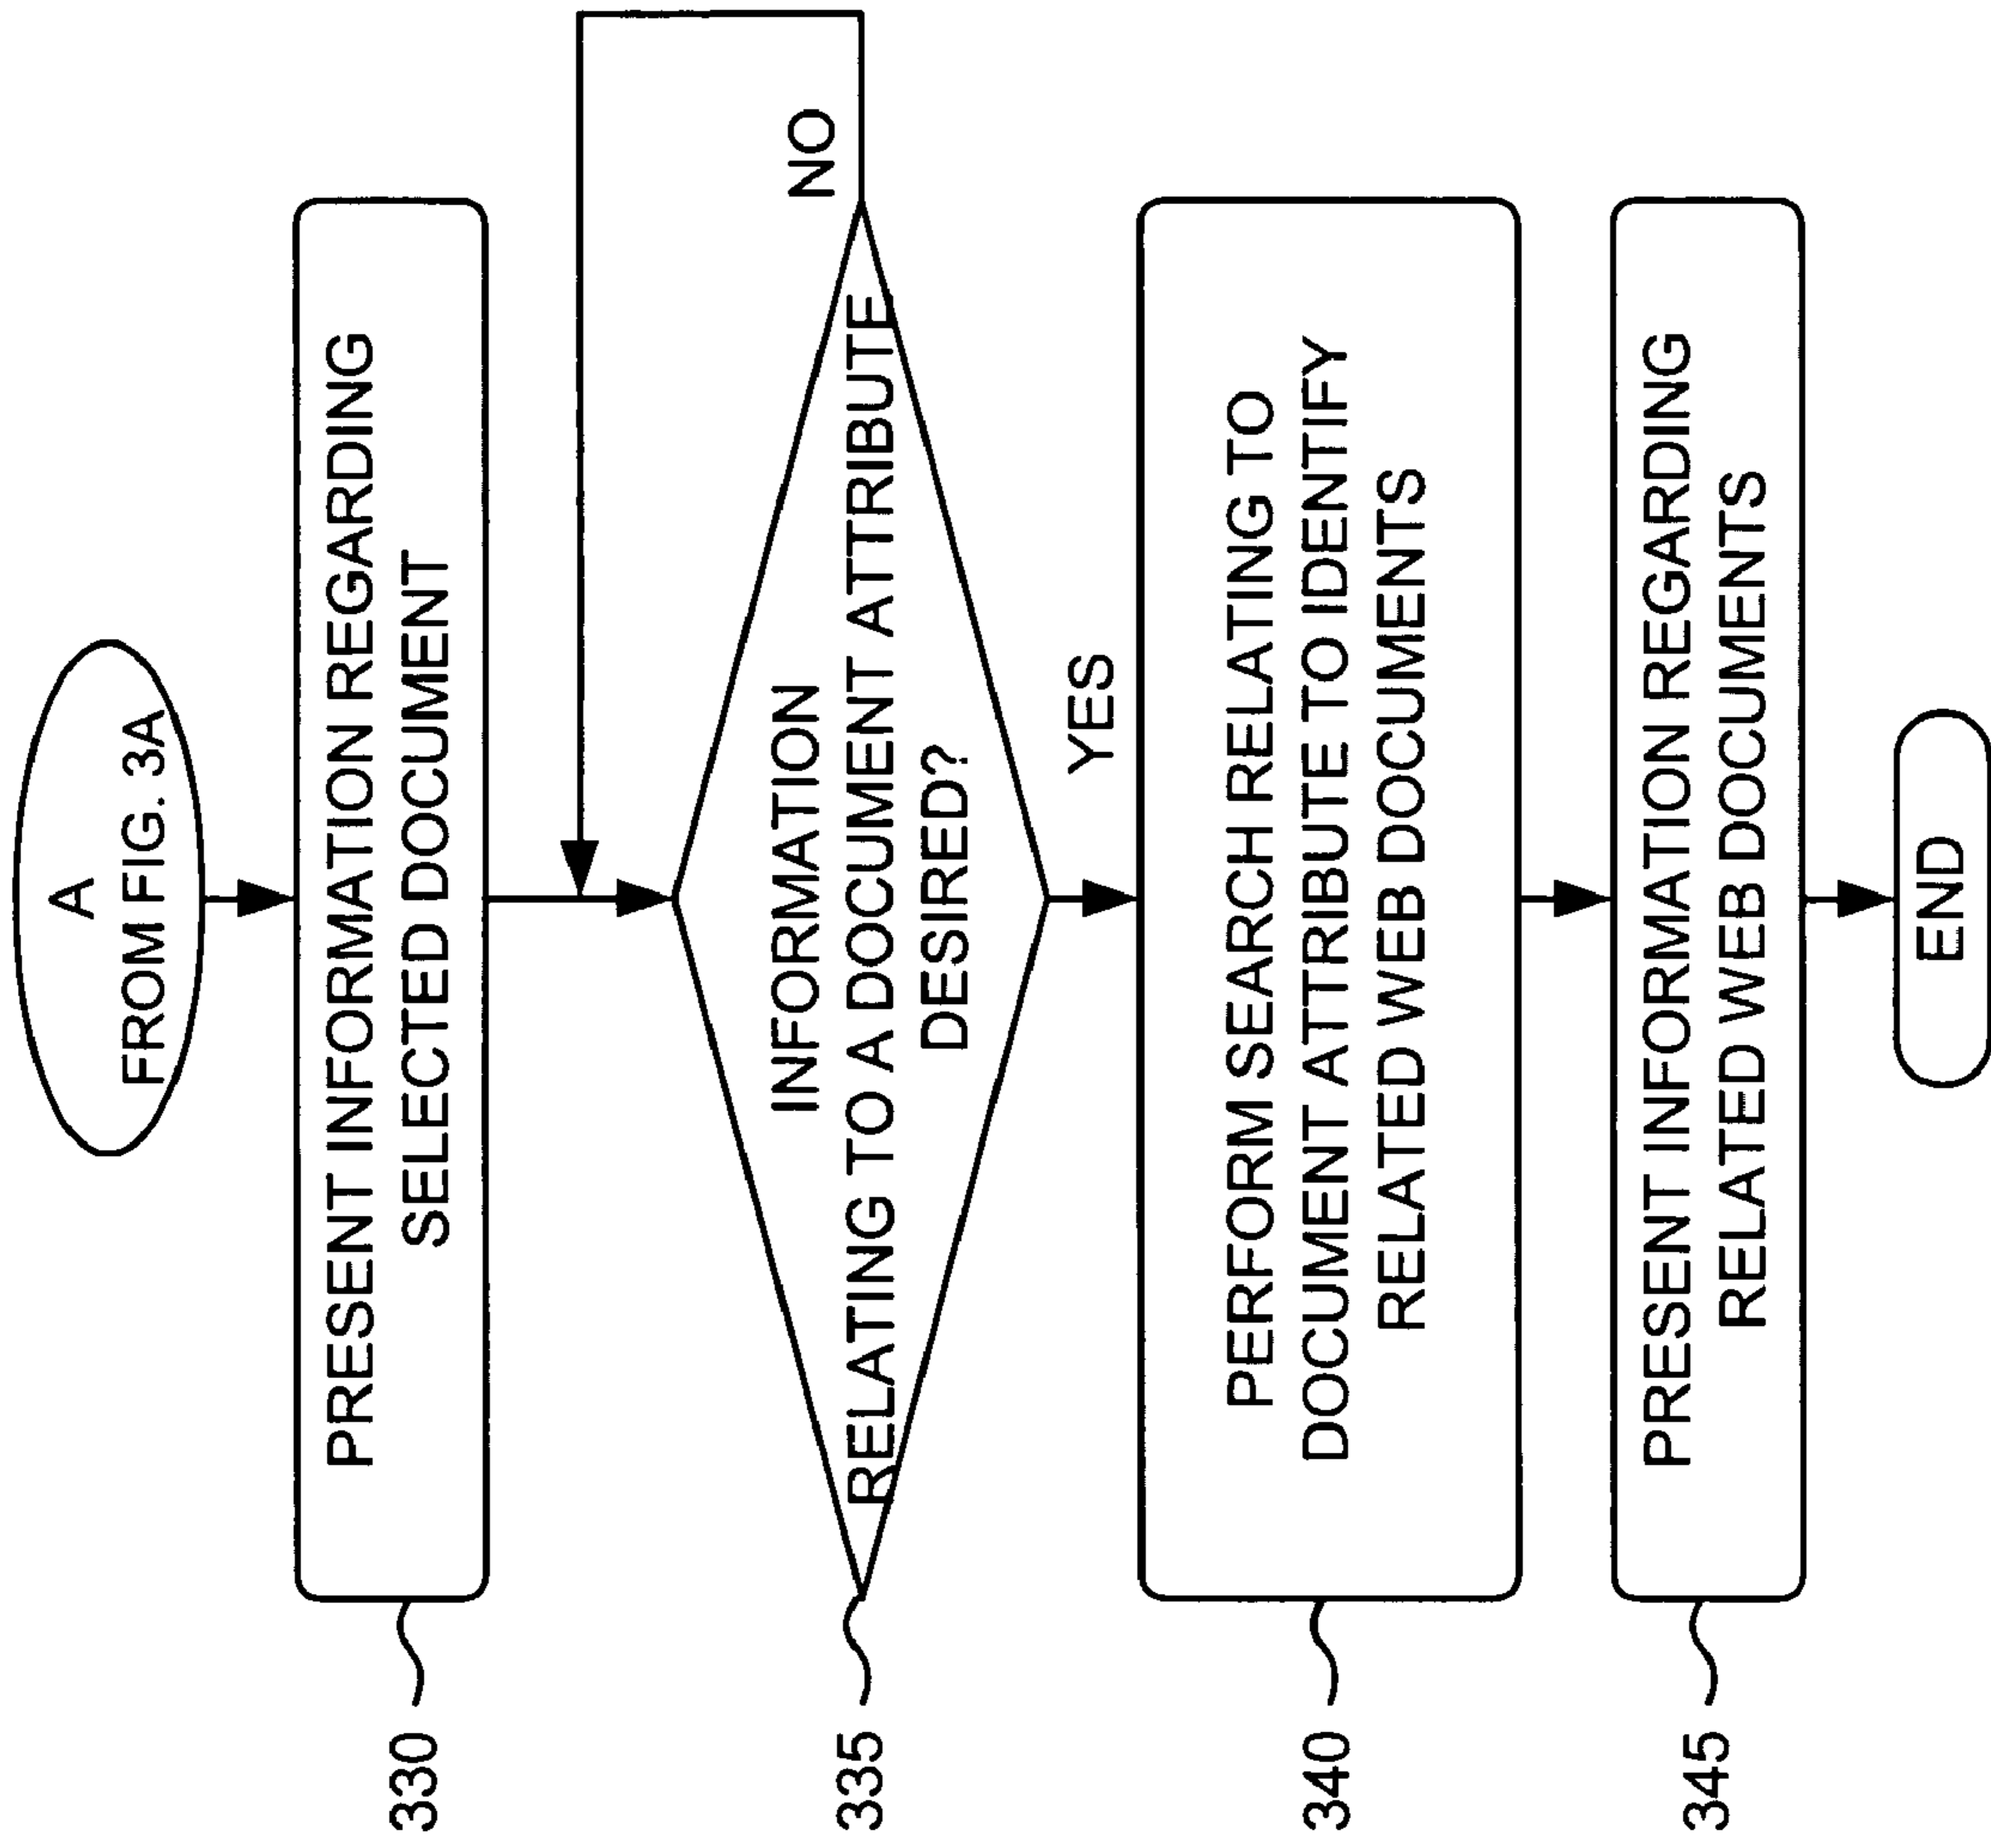 A
FROM FIG. 3A
330
PRESENT INFORMATION REGARDING
SELECTED DOCUMENT
335
INFORMATION
RELATING TO A DOCUMENT ATTRIBUTE
DESIRED?
NO
YES
340
PERFORM SEARCH RELATING TO
DOCUMENT ATTRIBUTE TO IDENTIFY
RELATED WEB DOCUMENTS
345
PRESENT INFORMATION REGARDING
RELATED WEB DOCUMENTS
END